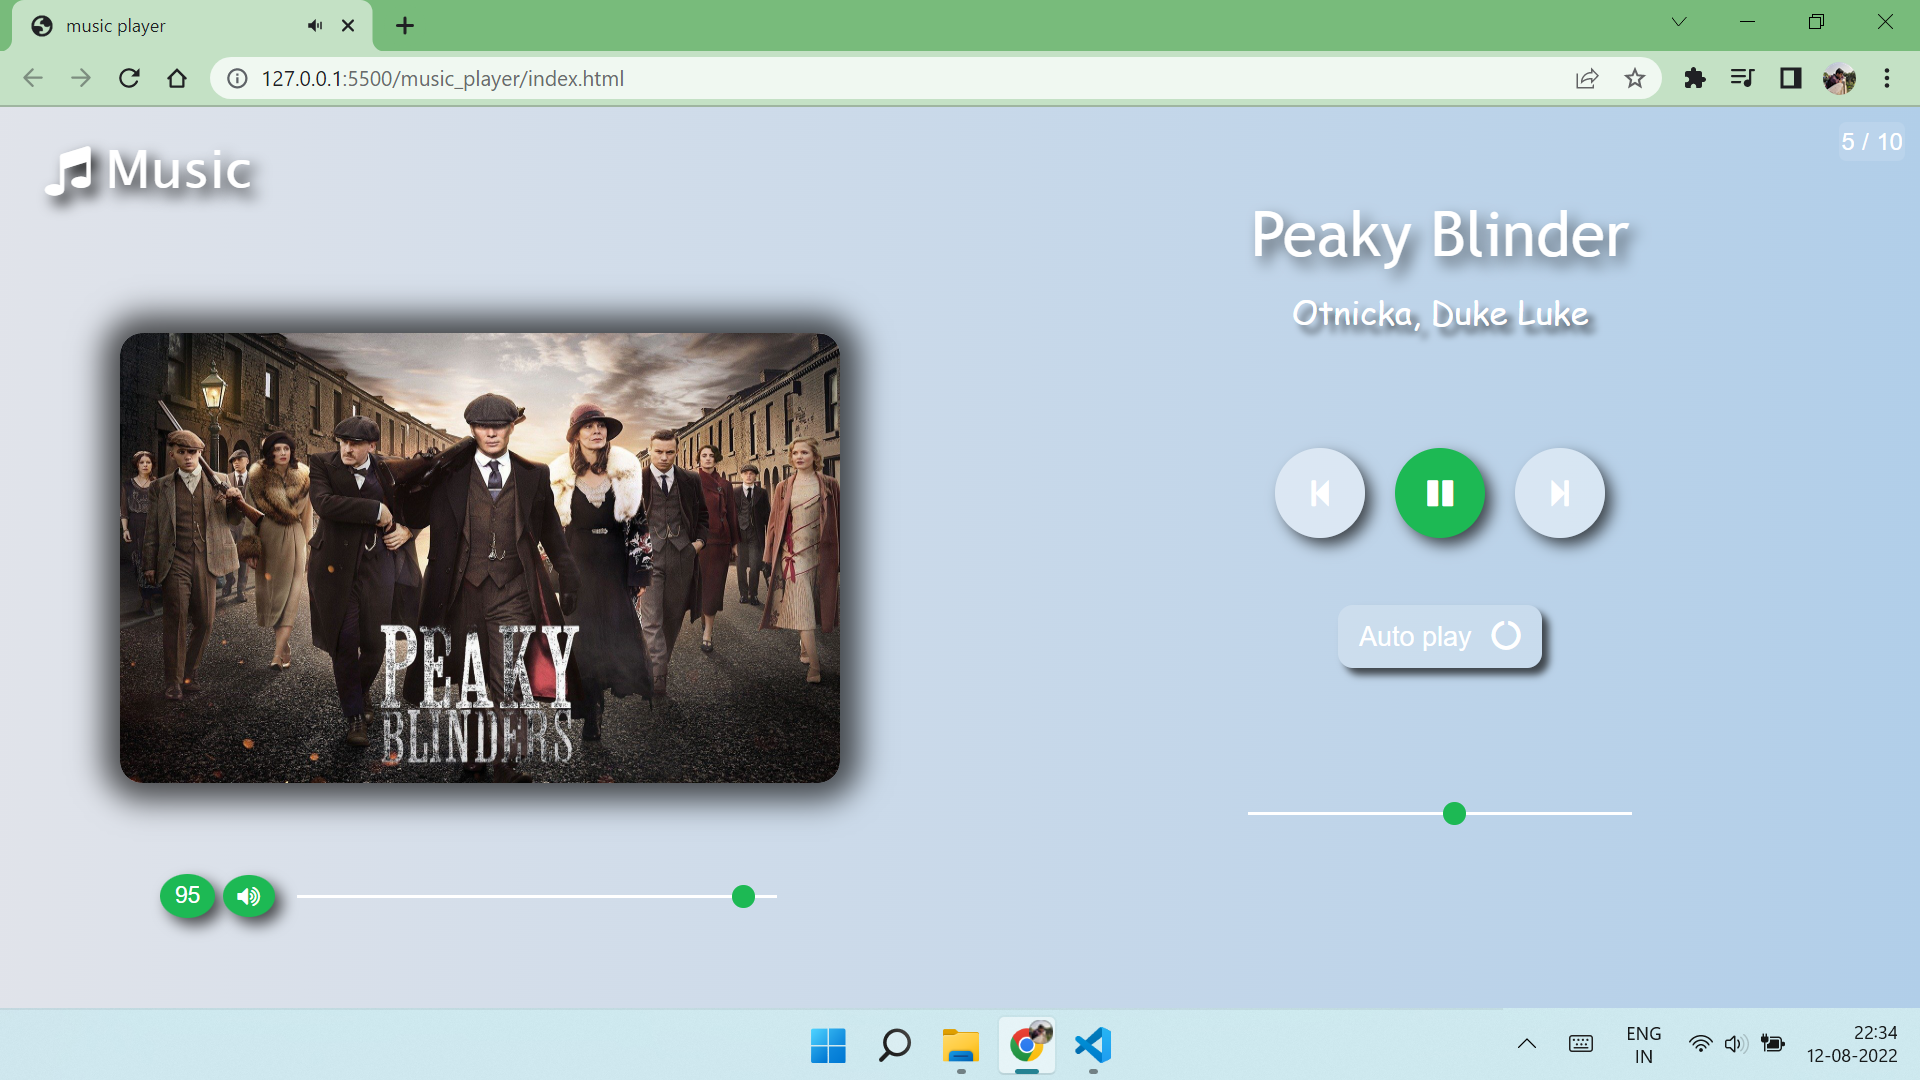 music player
127.0.0.1:5500/music_player/index.html
5 / 10
Music
Peaky Blinder
Otnicka, Duke Luke
PEAKY
BLINDERS
Auto play
95
ENG
IN
22:34
12-08-2022